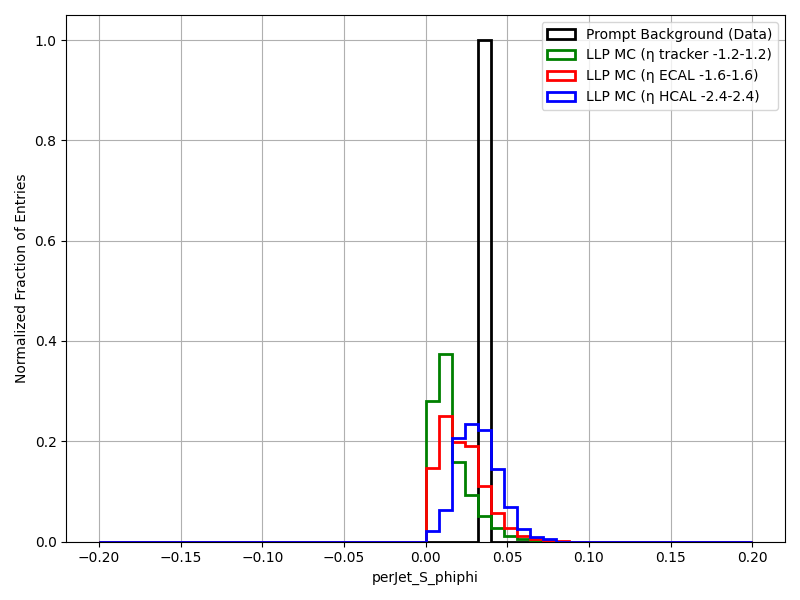 Prompt Background (Data)
LLP MC (η tracker -1.2-1.2)
LLP MC (η ECAL -1.6-1.6)
LLP MC (η HCAL -2.4-2.4)
Normalized Fraction of Entries
1.0
0.8
0.6
0.4
0.2
0.0
−0.20 −0.15 −0.10 −0.05 0.00 0.05 0.10 0.15 0.20
perJet_S_phiphi